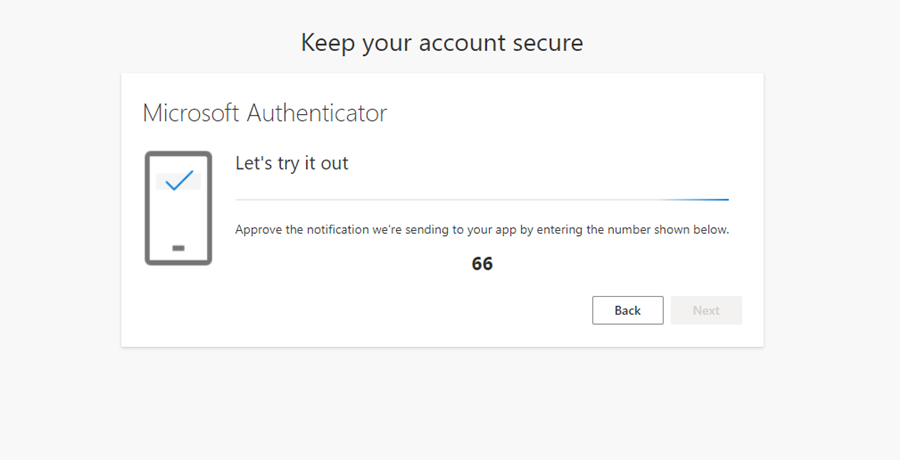 Keep your account secure
Microsoft Authenticator
Let's try it out
Approve the notification we're sending to your app by entering the number shown below.
66
Back
Next